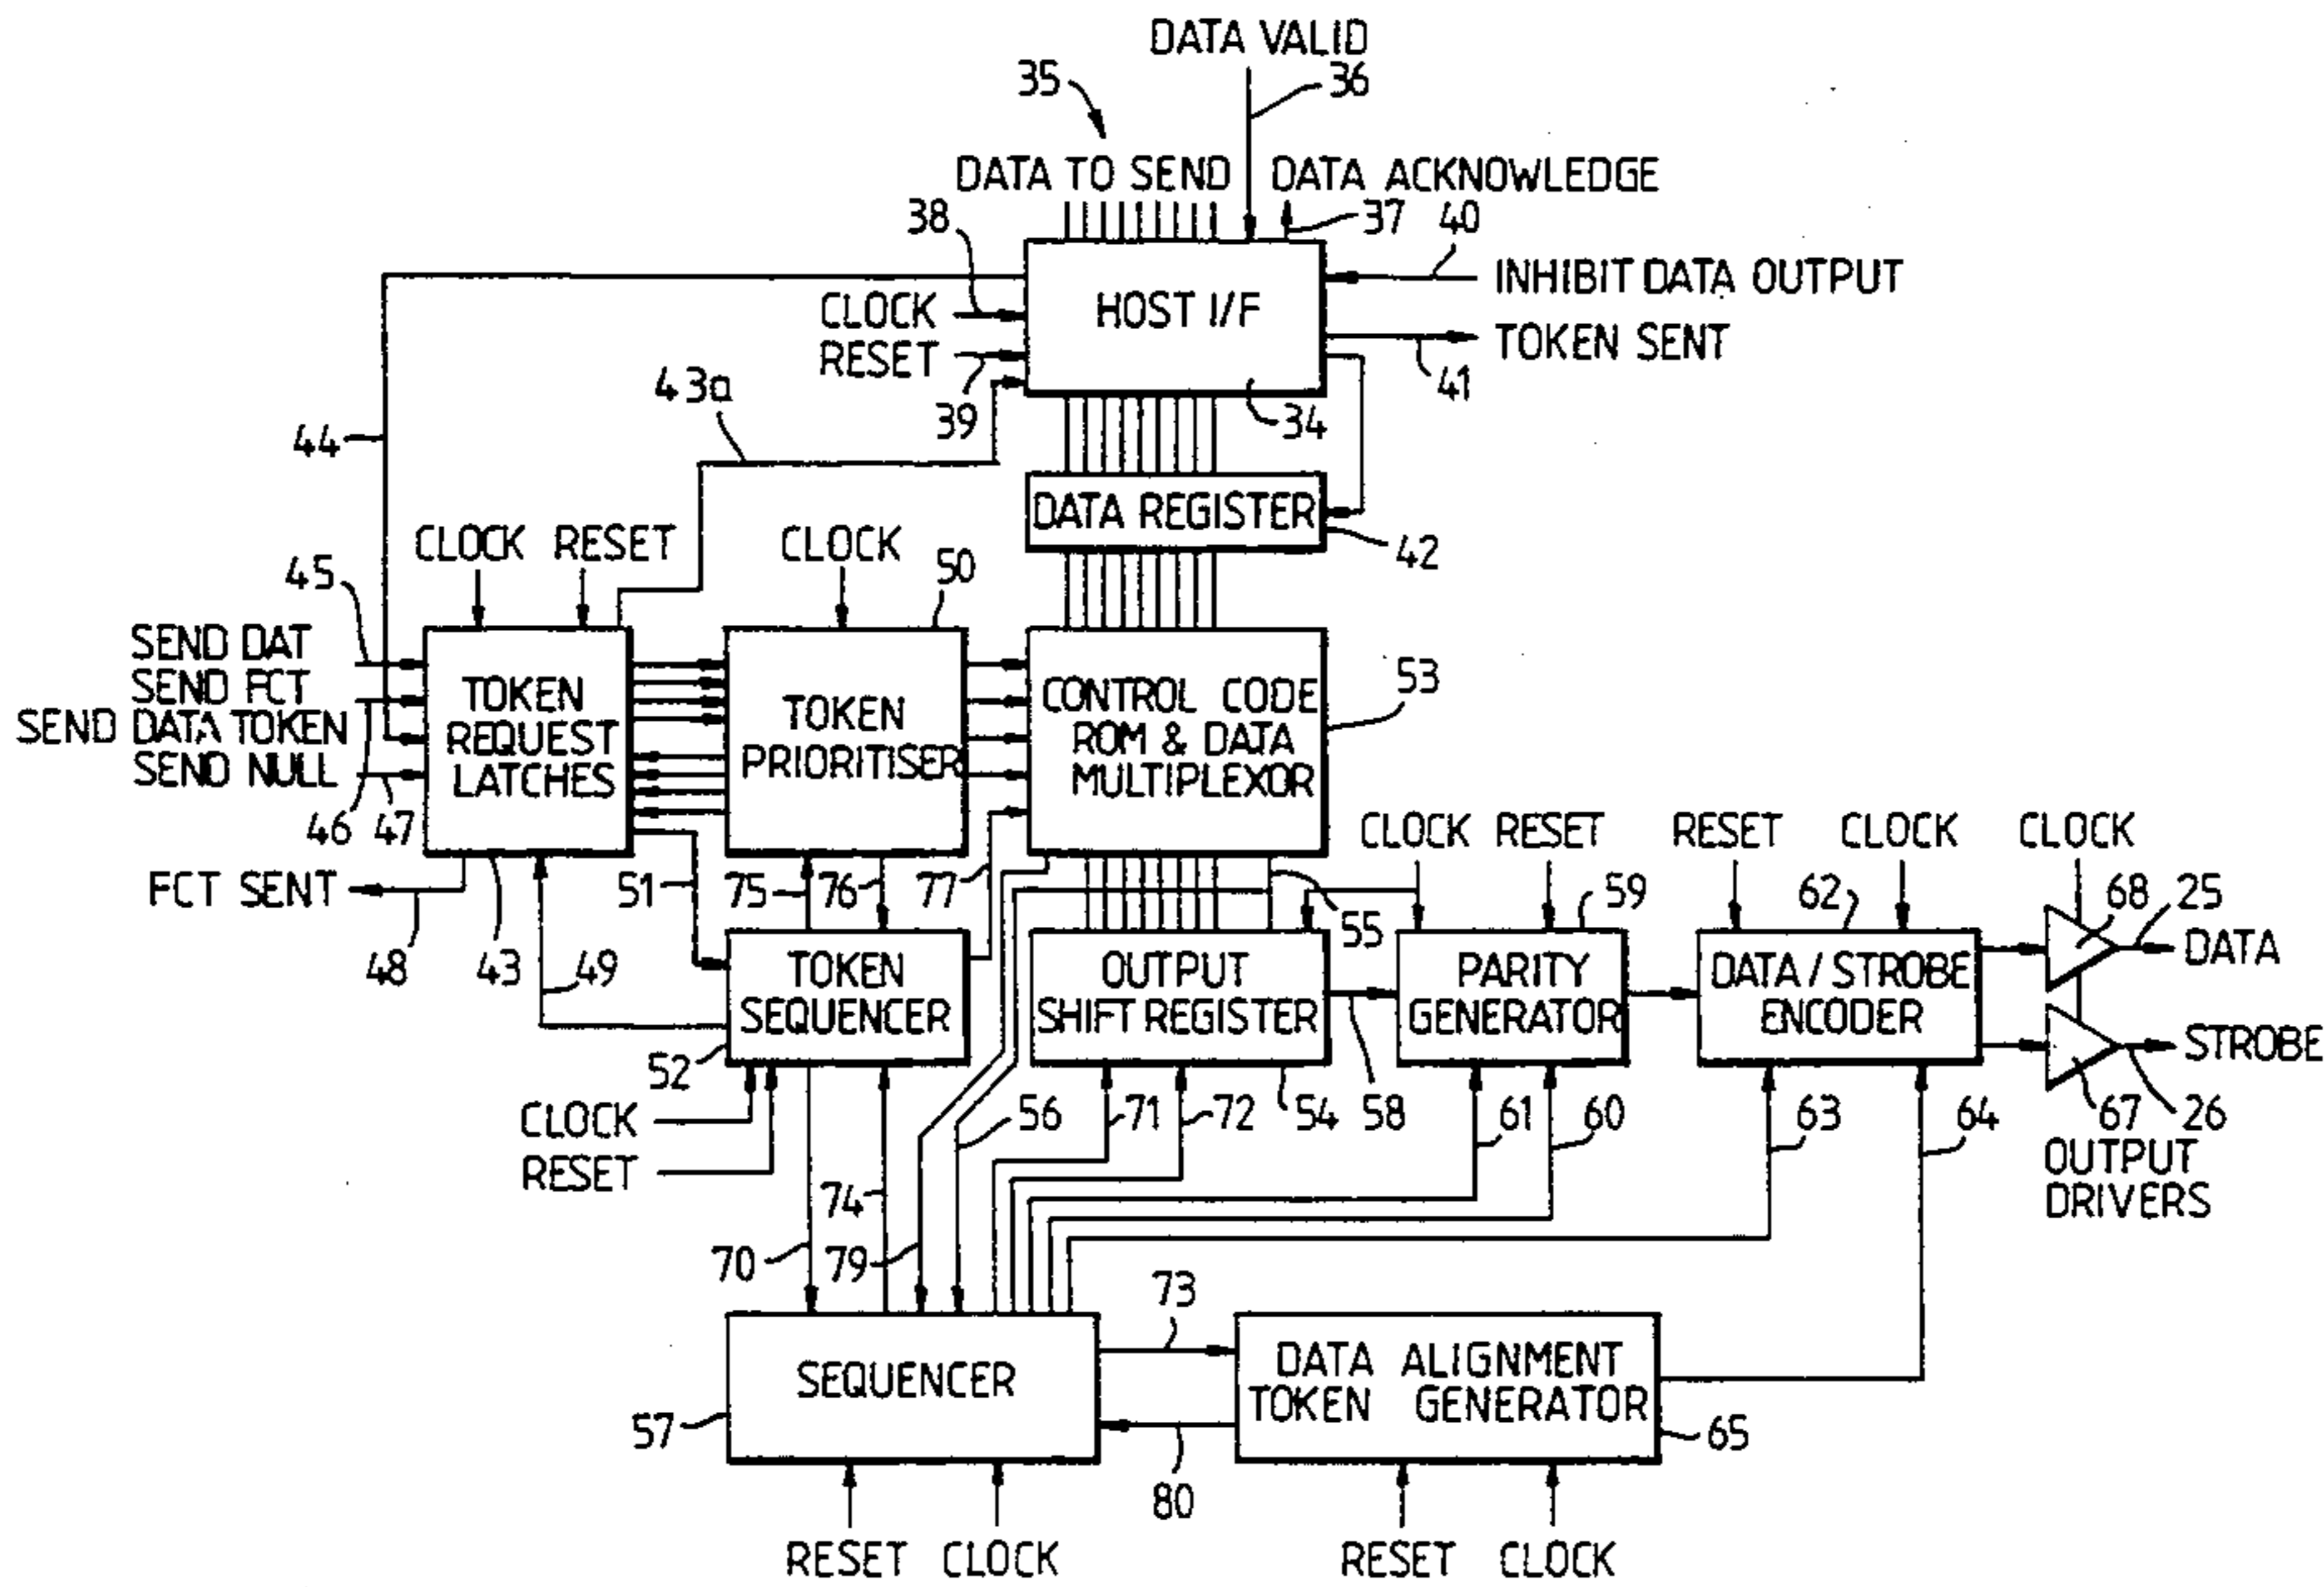 DATA VALID
35
36
DATA TO SEND
DATA ACKNOWLEDGE
38
37
40
INHIBIT DATA OUTPUT
CLOCK
HOST I/F
RESET
TOKEN SENT
43a
39
34
41
44
DATA REGISTER
42
CLOCK
RESET
CLOCK
50
45
SEND DAT
SEND FCT
SEND DATA TOKEN
SEND NULL
46
47
TOKEN
REQUEST
LATCHES
TOKEN
PRIORITISER
CONTROL CODE
ROM & DATA
MULTIPLEXOR
53
FCT SENT
48
43
49
51
75
76
77
55
CLOCK
RESET
59
RESET
CLOCK
62
CLOCK
68
25
DATA
TOKEN
SEQUENCER
52
OUTPUT
SHIFT REGISTER
PARITY
GENERATOR
DATA / STROBE
ENCODER
STROBE
CLOCK
RESET
56
71
72
54
58
61
60
63
64
67
26
OUTPUT
DRIVERS
74
70
79
73
SEQUENCER
57
DATA ALIGNMENT
TOKEN GENERATOR
65
80
RESET
CLOCK
RESET
CLOCK